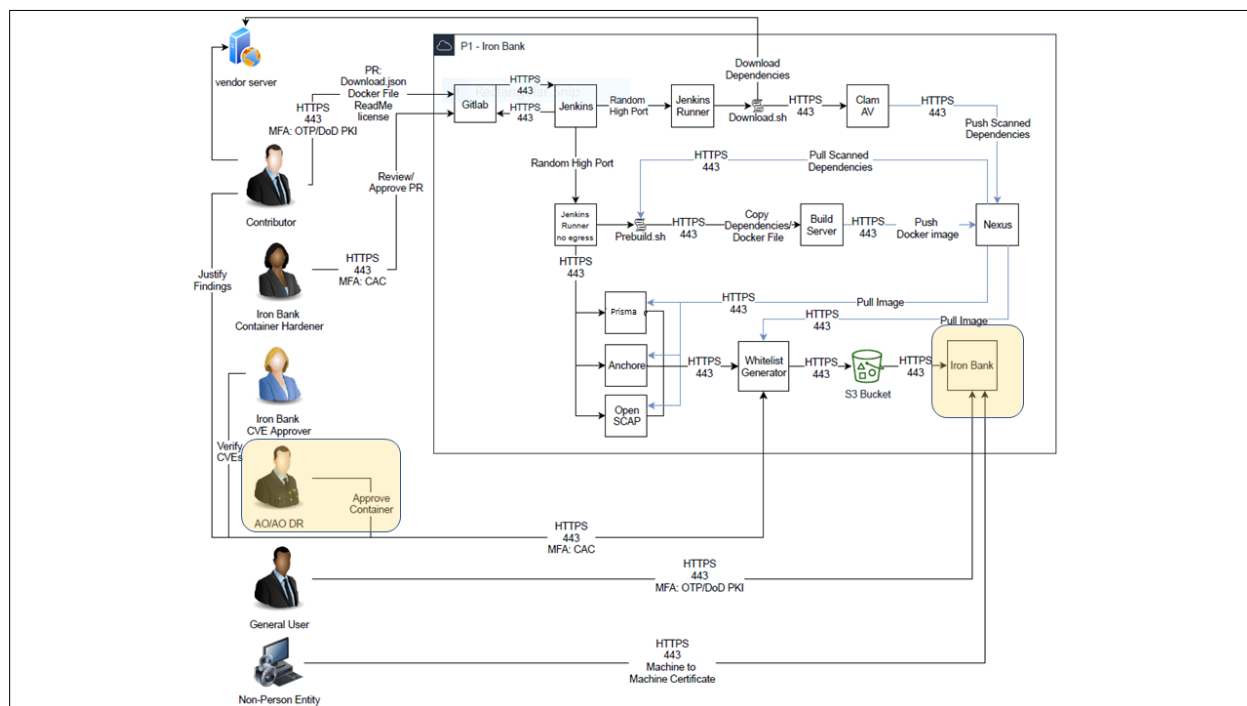 P1 - Iron Bank
vendor server
PR:
Download.json
Docker File
ReadMe
license
HTTPS
443
MFA: OTP/DoD PKI
Contributor
Gitlab
HTTPS
443
HTTPS
443
Jenkins
Random
High Port
Jenkins
Runner
Download
Dependencies
Download.sh
HTTPS
443
Clam
AV
HTTPS
443
Push Scanned
Dependencies
Random High Port
HTTPS
443
Pull Scanned
Dependencies
Review/
Approve PR
Jenkins
Runner
no egress
Prebuild.sh
HTTPS
443
Copy
Dependencies/
Docker File
Build
Server
HTTPS
443
Push
Docker image
Nexus
HTTPS
443
Justify
Findings
HTTPS
443
MFA: CAC
Iron Bank
Container Hardener
Prisma
HTTPS
443
Pull Image
HTTPS
443
Pull Image
Anchore
HTTPS
443
Whitelist
Generator
HTTPS
443
S3 Bucket
HTTPS
443
Iron Bank
Open
SCAP
Iron Bank
CVE Approver
Verify
CVEs
Approve
Container
AO/AO DR
HTTPS
443
MFA: CAC
General User
HTTPS
443
MFA: OTP/DoD PKI
Non-Person Entity
HTTPS
443
Machine to
Machine Certificate